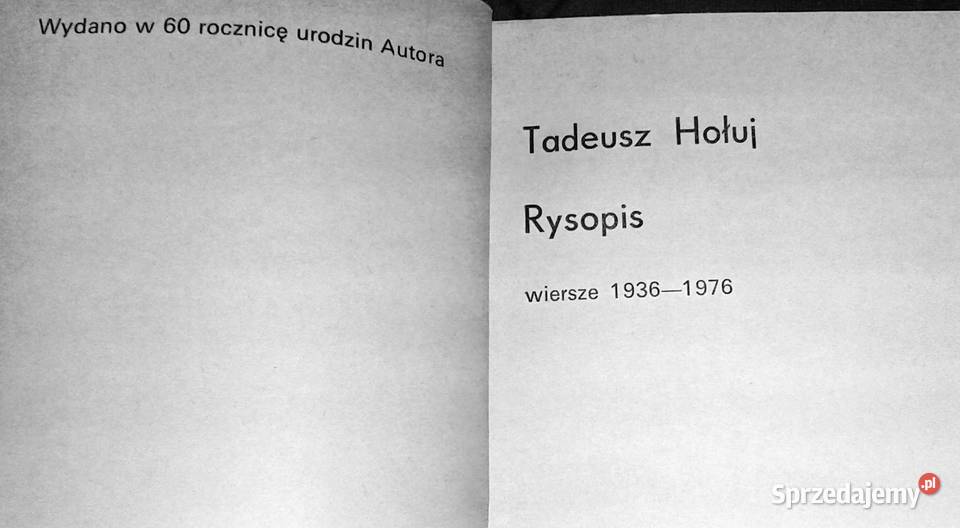 Wydano w 60 rocznicę urodzin Autora
Tadeusz Hołuj
Rysopis
wiersze 1936—1976
Sprzedajemy.pl